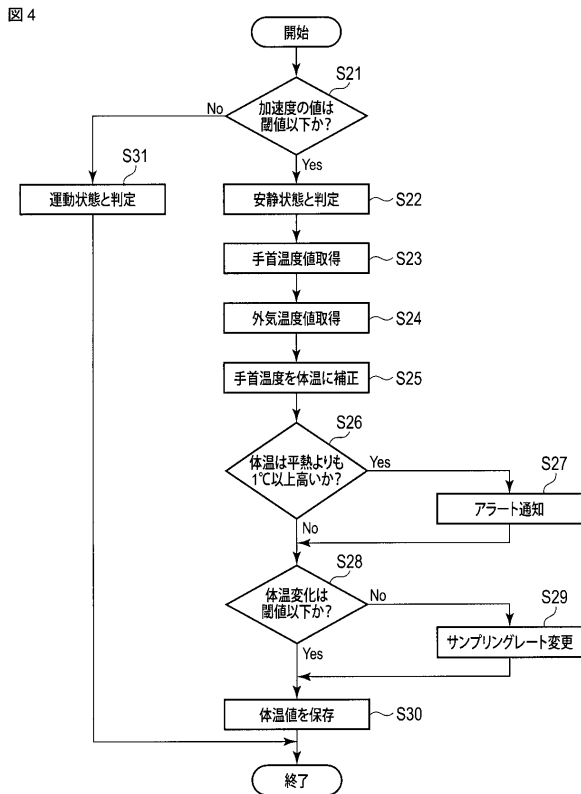 図4
開始
S21
加速度の値は
閾値以下か?
No
Yes
S31
運動状態と判定
安静状態と判定
S22
手首温度値取得
S23
外気温度値取得
S24
手首温度を体温に補正
S25
S26
体温は平熱よりも
1℃以上高いか?
Yes
No
S27
アラート通知
S28
体温変化は
閾値以下か?
No
Yes
S29
サンプリングレート変更
体温値を保存
S30
終了